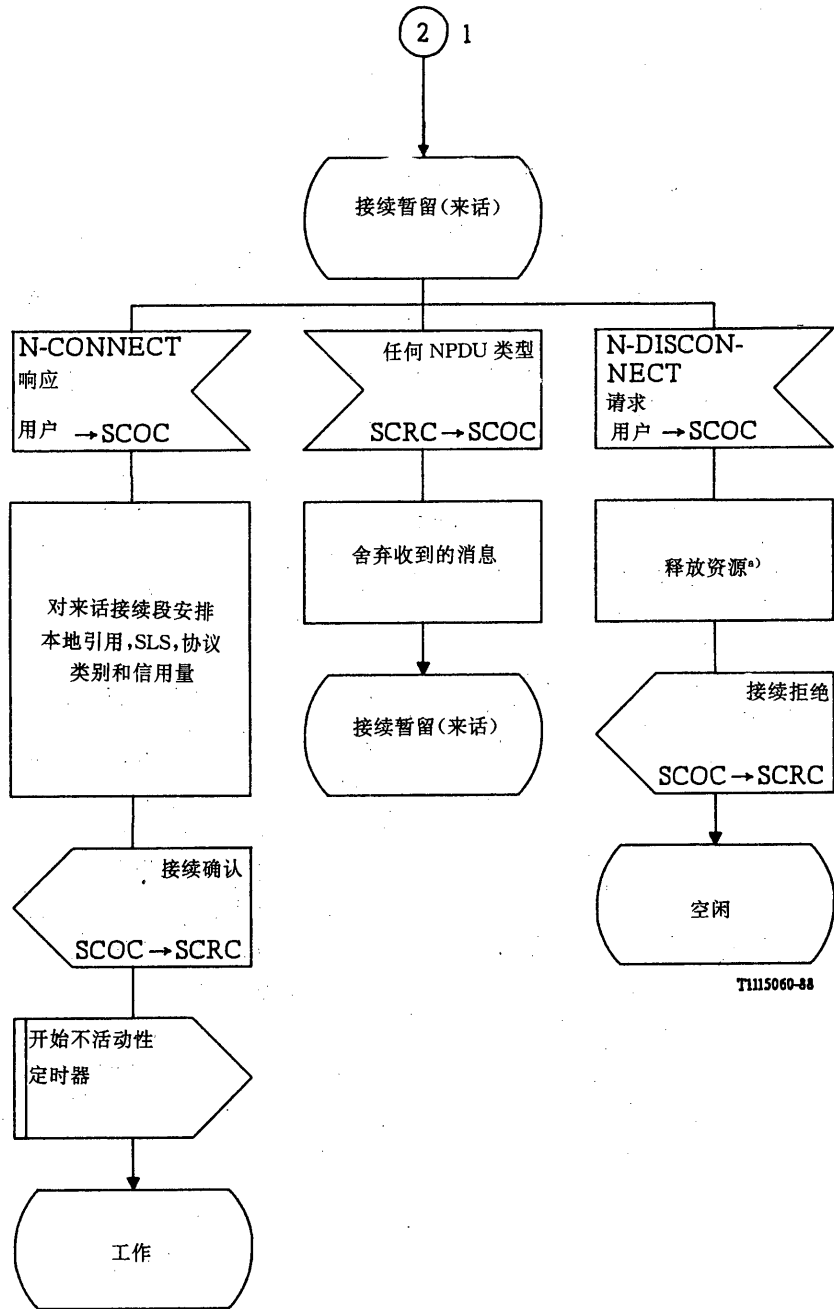 2 1
接续暂留(来话)
N-CONNECT
响应
用户 →SCOC
任何 NPDU 类型
SCRC→SCOC
N-DISCON-
NECT
请求
用户 →SCOC
对来话接续段安排
本地引用,SLS,协议
类别和信用量
舍弃收到的消息
释放资源a)
接续暂留(来话)
接续拒绝
SCOC→SCRC
接续确认
SCOC→SCRC
空闲
T1115060-88
开始不活动性
定时器
工作